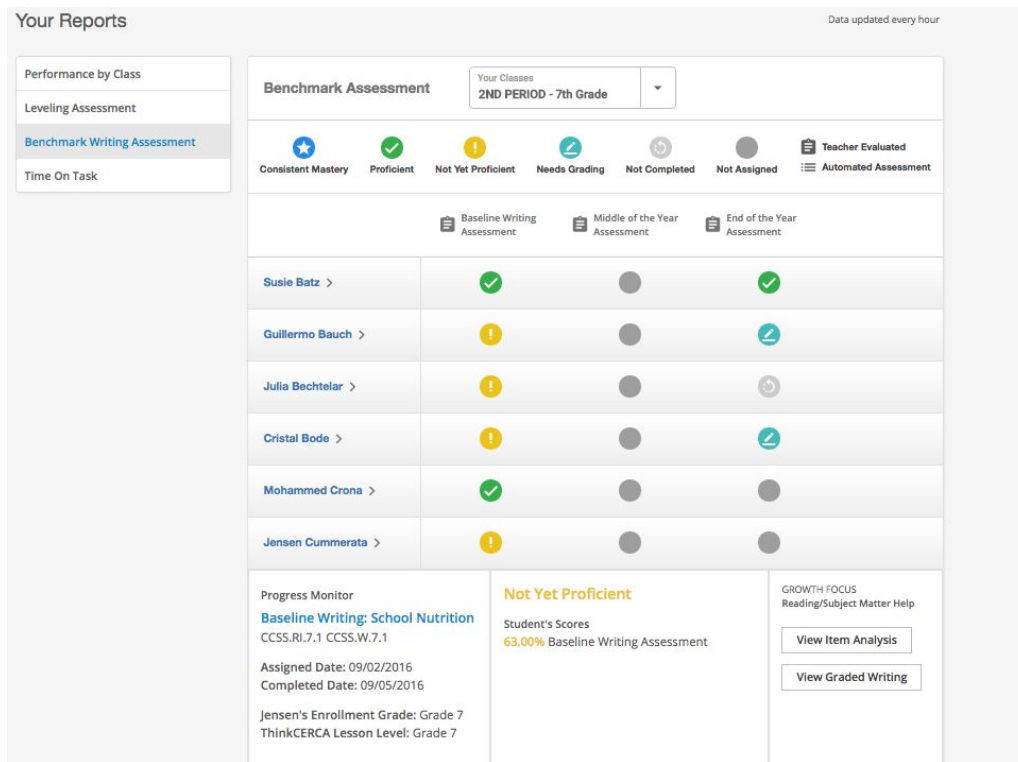 Your Reports
Data updated every hour
Performance by Class
Leveling Assessment
Benchmark Writing Assessment
Time On Task
Benchmark Assessment
Your Classes
2ND PERIOD - 7th Grade
Consistent Mastery
Proficient
Not Yet Proficient
Needs Grading
Not Completed
Not Assigned
Teacher Evaluated
Automated Assessment
Baseline Writing
Assessment
Middle of the Year
Assessment
End of the Year
Assessment
Susie Batz >
Guillermo Bauch >
Julia Bechtelar >
Cristal Bode >
Mohammed Crona >
Jensen Cummerata >
Progress Monitor
Baseline Writing: School Nutrition
CCSS.RI.7.1 CCSS.W.7.1
Assigned Date: 09/02/2016
Completed Date: 09/05/2016
Jensen's Enrollment Grade: Grade 7
ThinkCERCA Lesson Level: Grade 7
Not Yet Proficient
Student's Scores
63.00% Baseline Writing Assessment
GROWTH FOCUS
Reading/Subject Matter Help
View Item Analysis
View Graded Writing